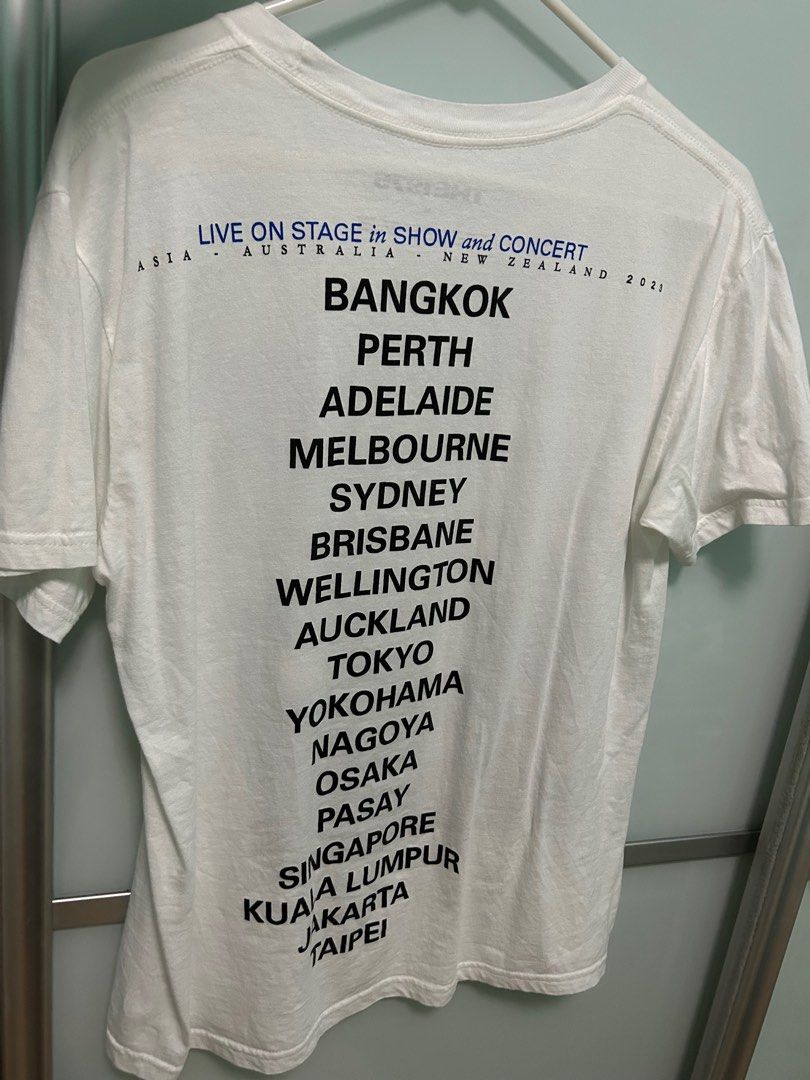 LIVE ON STAGE in SHOW and CONCERT
ASIA - AUSTRALIA - NEW ZEALAND 2023
BANGKOK
PERTH
ADELAIDE
MELBOURNE
SYDNEY
BRISBANE
WELLINGTON
AUCKLAND
TOKYO
YOKOHAMA
NAGOYA
OSAKA
PASAY
SINGAPORE
KUALA LUMPUR
JAKARTA
TAIPEI